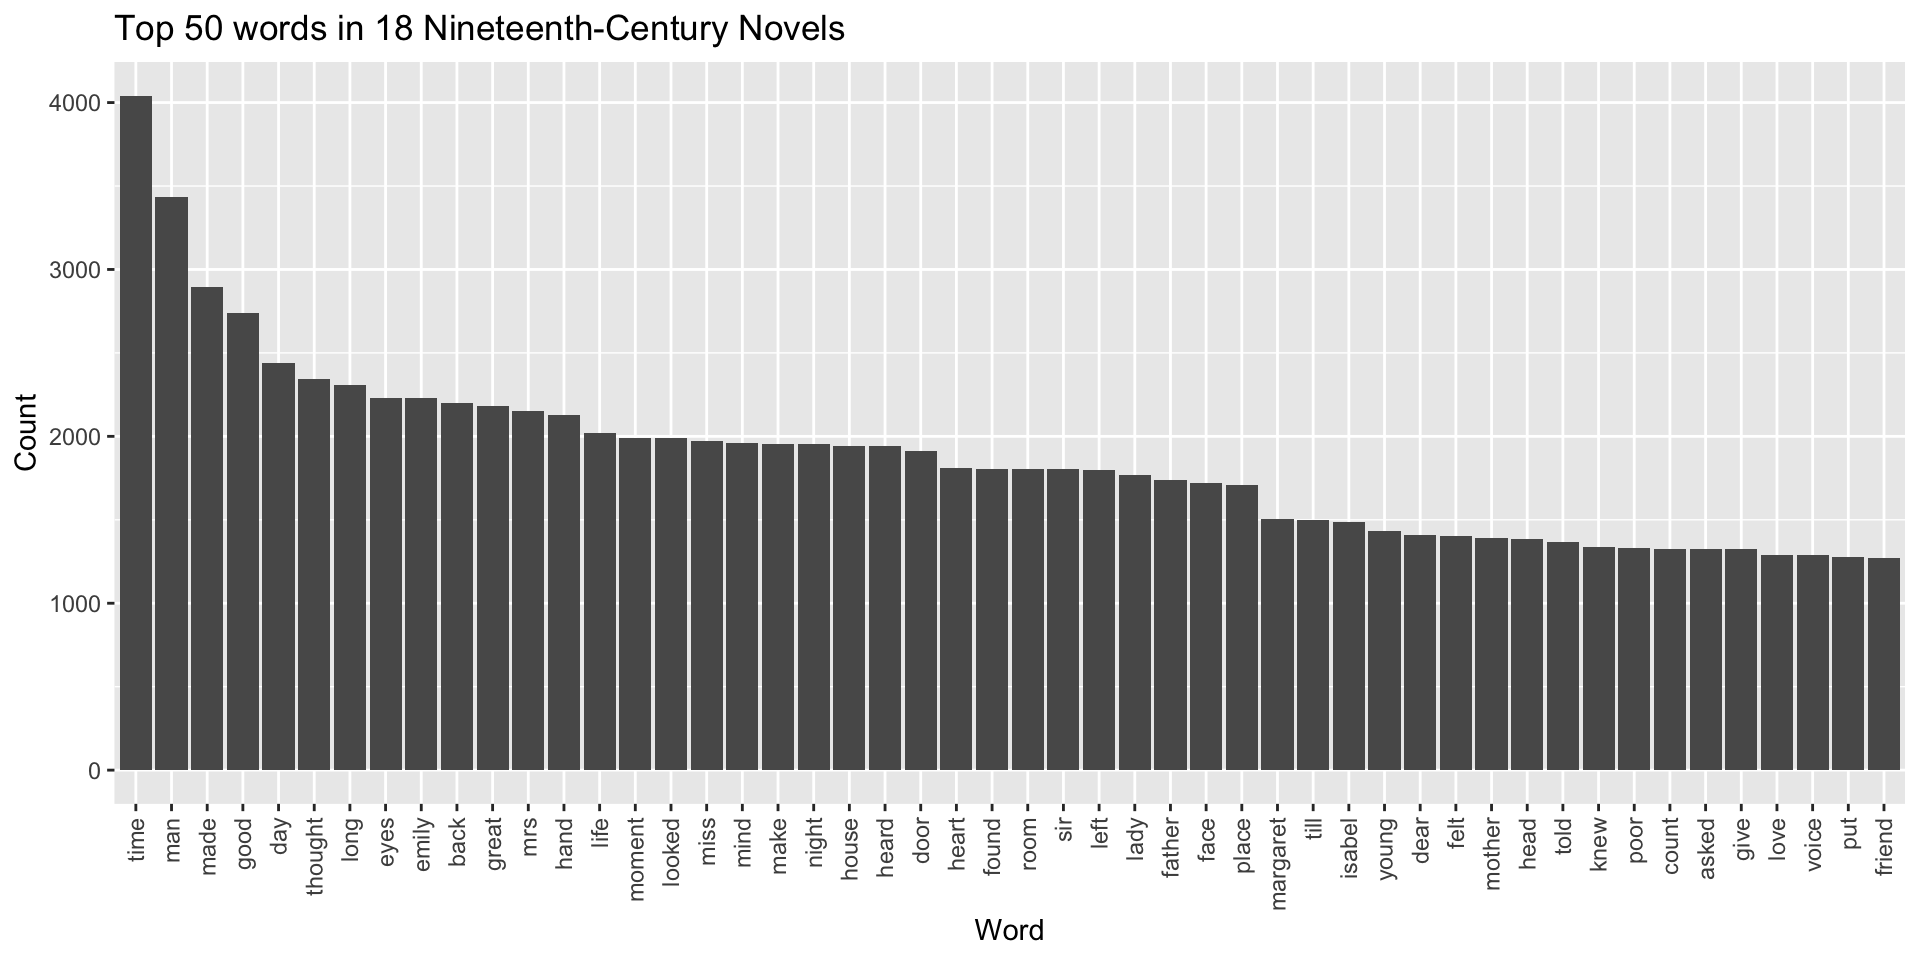 Top 50 words in 18 Nineteenth-Century Novels
4000
3000
2000
1000
0
Count
time
man
made
good
day
thought
long
eyes
emily
back
great
mrs
hand
life
moment
looked
miss
mind
make
night
house
heard
door
heart
found
room
sir
left
lady
father
face
place
margaret
till
isabel
young
dear
felt
mother
head
told
knew
poor
count
asked
give
love
voice
put
friend
Word